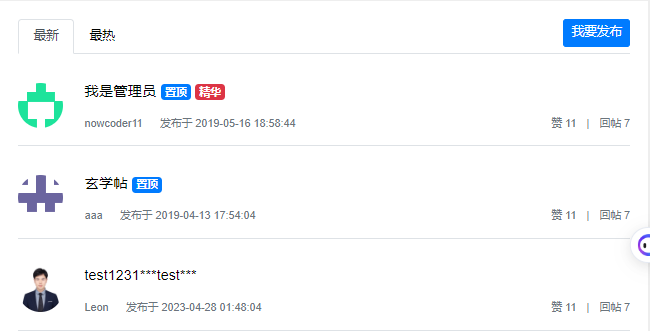 最新 最热 我要发布
我是管理员 置顶 精华
nowcoder11 发布于 2019-05-16 18:58:44 赞 11 | 回帖 7
玄学帖 置顶
aaa 发布于 2019-04-13 17:54:04 赞 11 | 回帖 7
test1231***test***
Leon 发布于 2023-04-28 01:48:04 赞 11 | 回帖 7